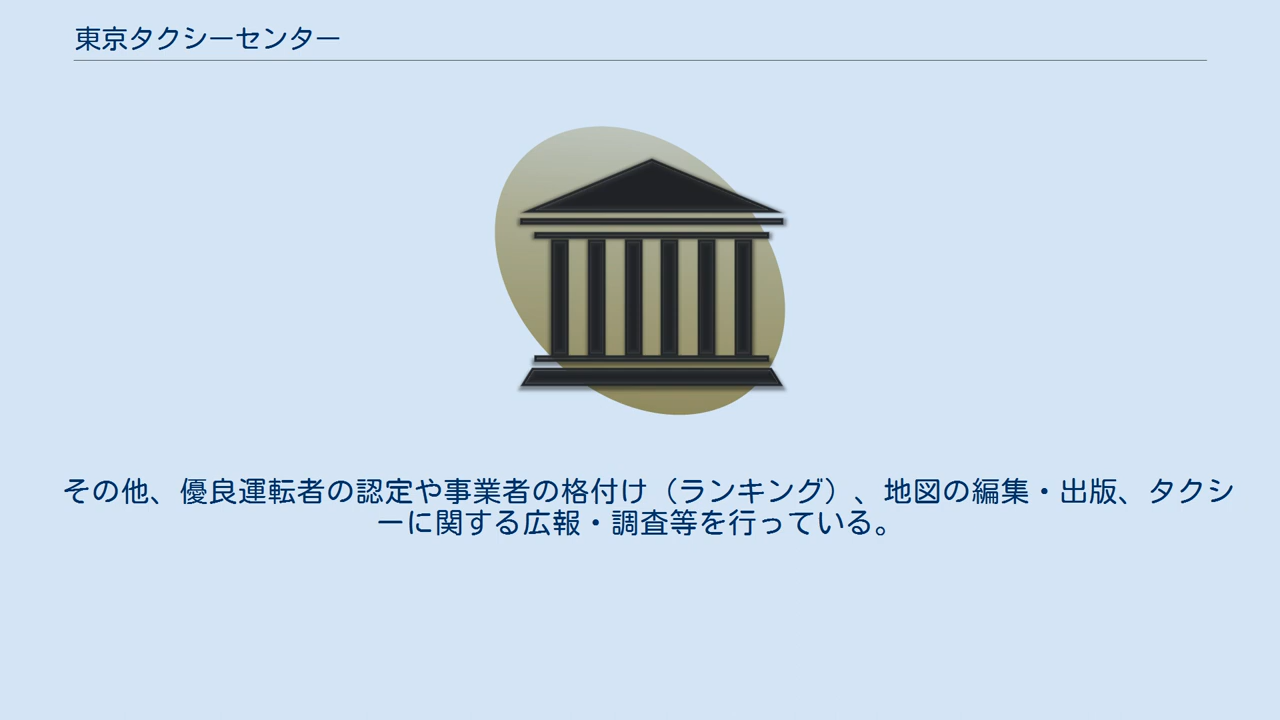 東京タクシーセンター
その他、優良運転者の認定や事業者の格付け（ランキング）、地図の編集・出版、タクシ
ーに関する広報・調査等を行っている。